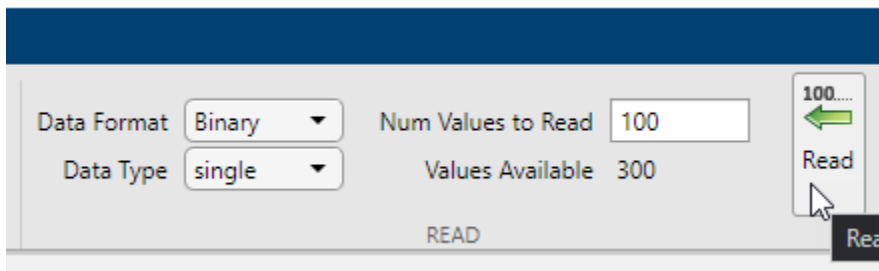 100....
Data Format Binary Num Values to Read 100
Data Type single Values Available 300 Read
READ